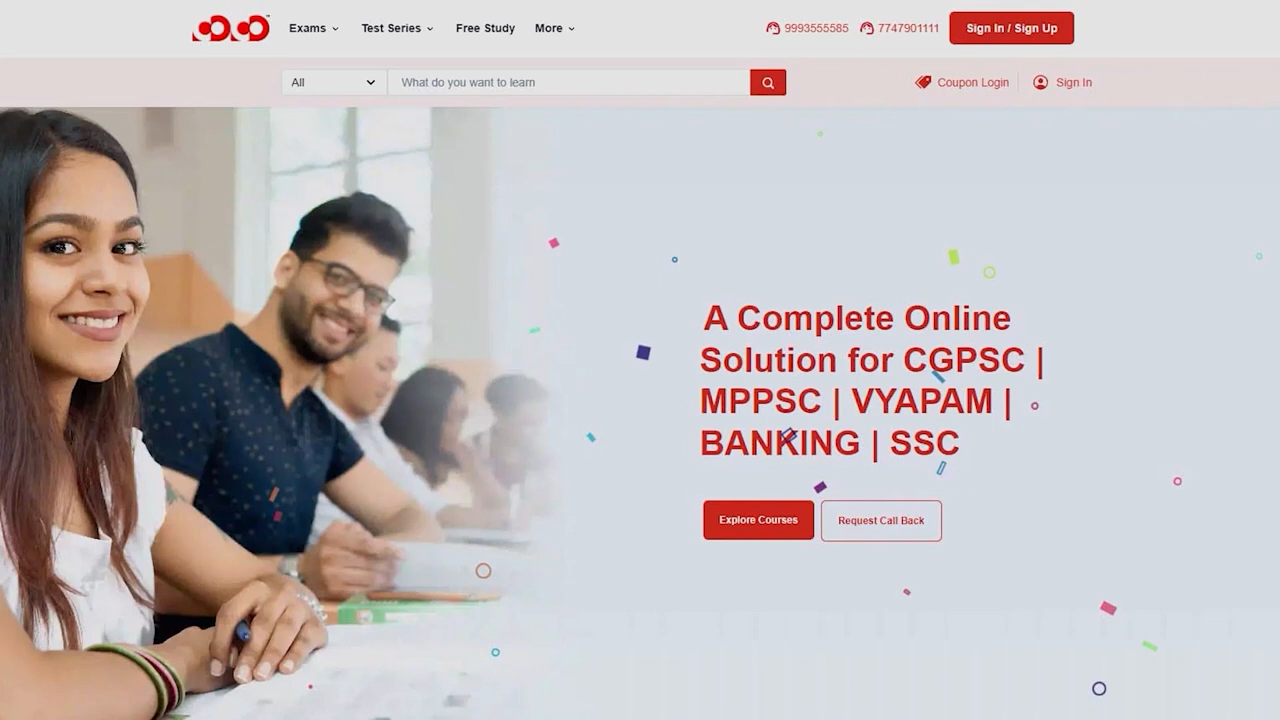 Exams
Test Series
Free Study
More
9993555585
7747901111
Sign In / Sign Up
All
What do you want to learn
Coupon Login
Sign In
A Complete Online
Solution for CGPSC |
MPPSC | VYAPAM |
BANKING | SSC
Explore Courses
Request Call Back